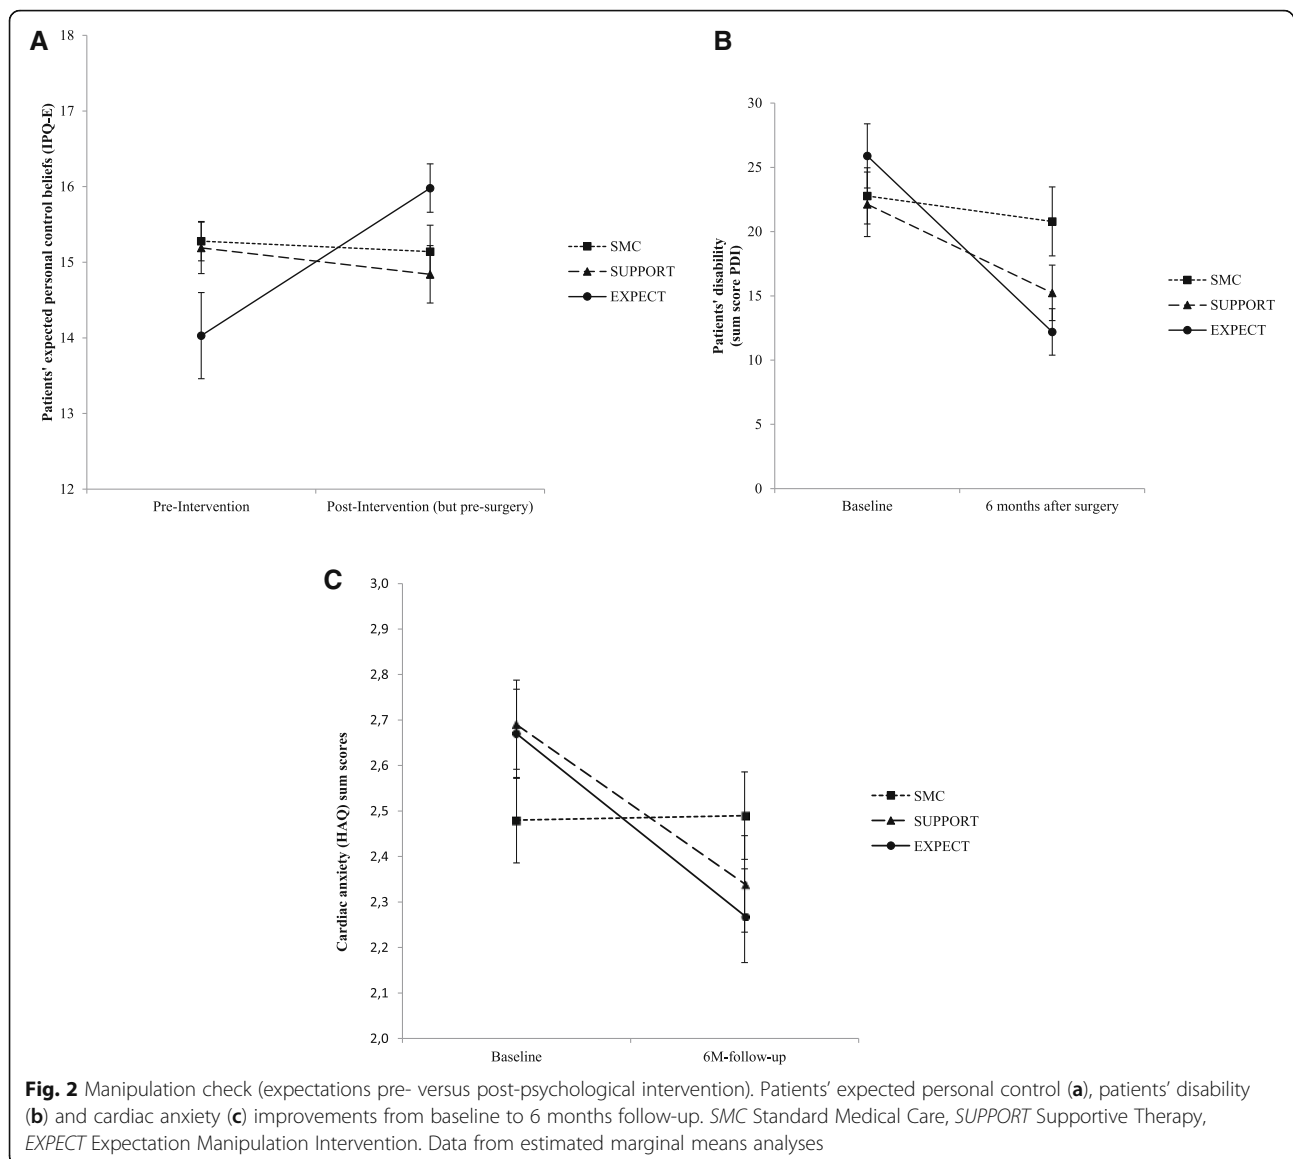 A
18
17
16
15
14
13
12
Patients' expected personal control beliefs (IPQ-E)
Pre-Intervention
Post-Intervention (but pre-surgery)
SMC
SUPPORT
EXPECT
B
30
25
20
15
10
5
0
Patients' disability
(sum score PDI)
Baseline
6 months after surgery
SMC
SUPPORT
EXPECT
C
3,0
2,9
2,8
2,7
2,6
2,5
2,4
2,3
2,2
2,1
2,0
Cardiac anxiety (HAQ) sum scores
Baseline
6M-follow-up
SMC
SUPPORT
EXPECT
Fig. 2 Manipulation check (expectations pre- versus post-psychological intervention). Patients' expected personal control (a), patients' disability
(b) and cardiac anxiety (c) improvements from baseline to 6 months follow-up. SMC Standard Medical Care, SUPPORT Supportive Therapy,
EXPECT Expectation Manipulation Intervention. Data from estimated marginal means analyses